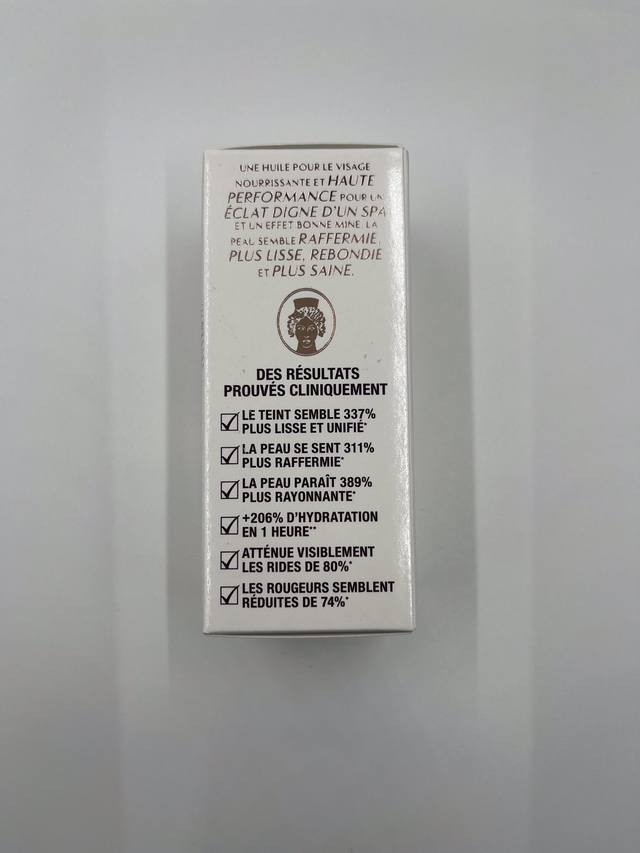 UNE HUILE POUR LE VISAGE
NOURRISSANTE ET HAUTE
PERFORMANCE POUR UN
ÉCLAT DIGNE D'UN SPA
ET UN EFFET BONNE MINE. LA
PEAU SEMBLE RAFFERMIE,
PLUS LISSE, REBONDIE
ET PLUS SAINE.
DES RÉSULTATS
PROUVÉS CLINIQUEMENT
LE TEINT SEMBLE 337%
PLUS LISSE ET UNIFIÉ*
LA PEAU SE SENT 311%
PLUS RAFFERMIE*
LA PEAU PARAÎT 389%
PLUS RAYONNANTE*
+206% D'HYDRATATION
EN 1 HEURE**
ATTÉNUE VISIBLEMENT
LES RIDES DE 80%*
LES ROUGEURS SEMBLENT
RÉDUITES DE 74%*